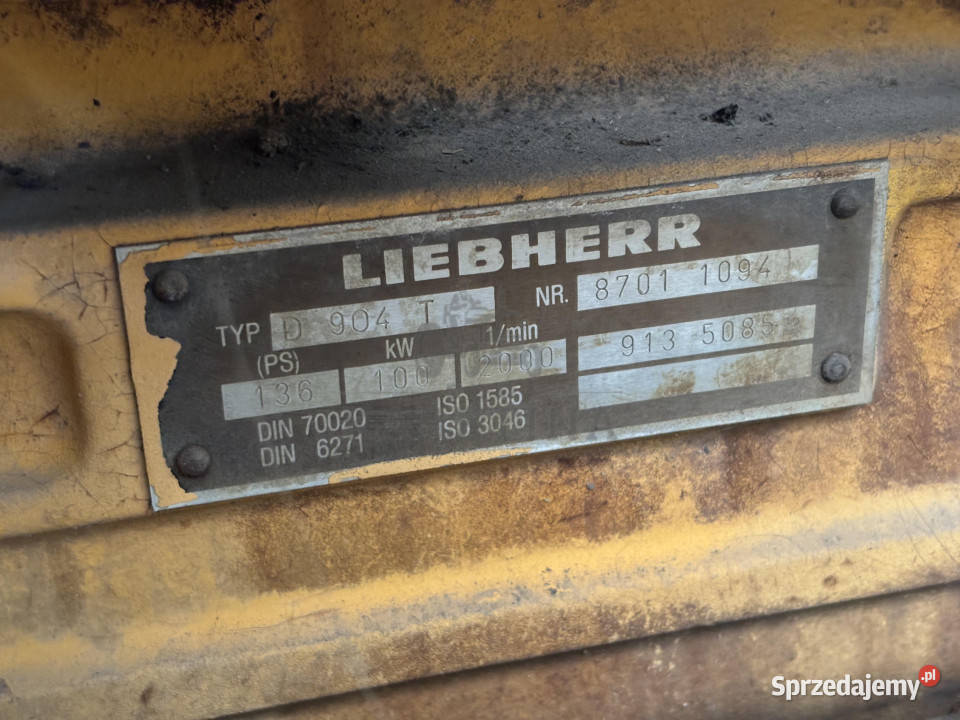 LIEBHERR
TYP D 904 T NR. 8701 1094
(PS) kW 1/min
136 100 2000 913 5085
DIN 70020 ISO 1585
DIN 6271 ISO 3046
Sprzedajemy.pl